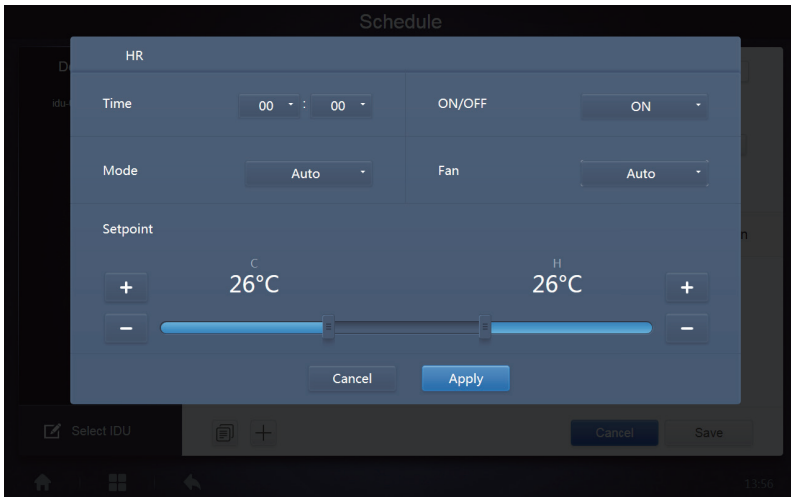 Schedule
HR
D
idu-
Time 00 : 00 ON/OFF ON
Mode Auto Fan Auto
Setpoint
n
C H
26°C 26°C
+ +
− −
Cancel Apply
Select IDU Cancel Save
13:56